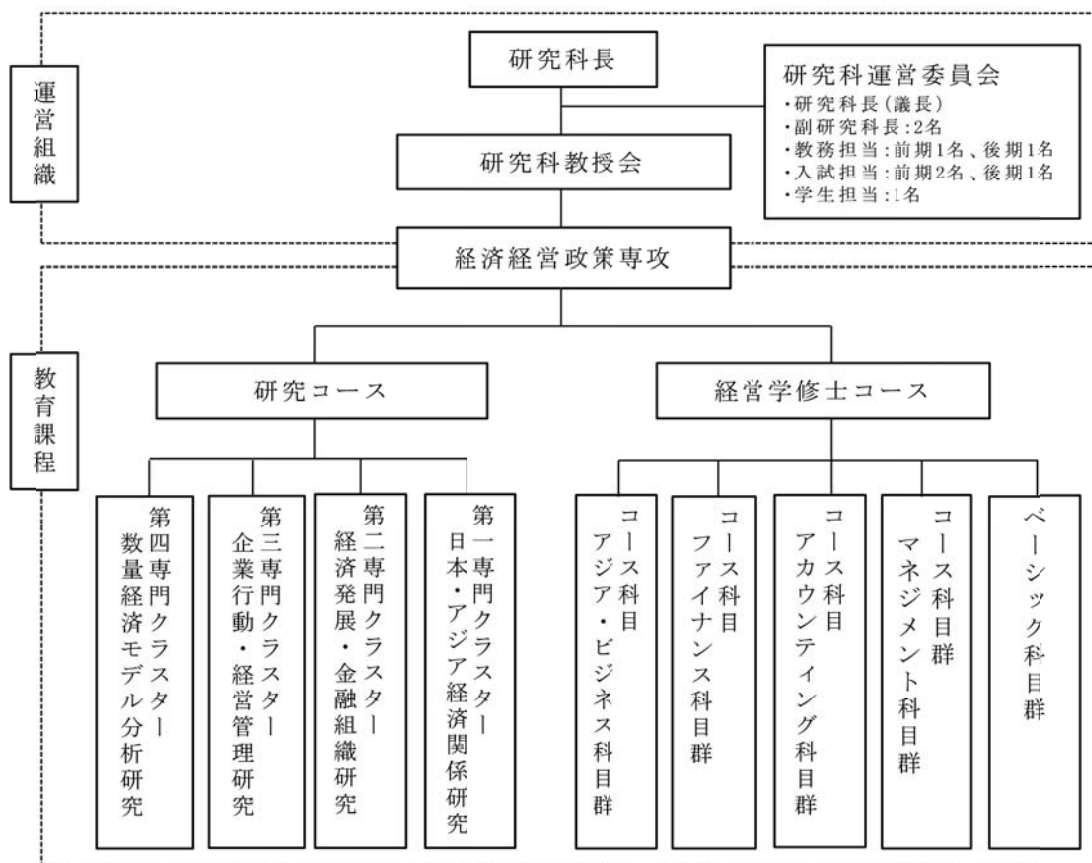 運営組織
研究科長
研究科運営委員会
・研究科長(議長)
・副研究科長:2名
・教務担当:前期1名、後期1名
・入試担当:前期2名、後期1名
・学生担当:1名
研究科教授会
経済経営政策専攻
教育課程
研究コース
経営学修士コース
第四専門クラスター
数量経済モデル分析研究
第三専門クラスター
企業行動・経営管理研究
第二専門クラスター
経済発展・金融組織研究
第一専門クラスター
日本・アジア経済関係研究
コース科目
アジア・ビジネス科目群
コース科目
ファイナンス科目群
コース科目
アカウンティング科目群
コース科目群
マネジメント科目群
ベーシック科目群